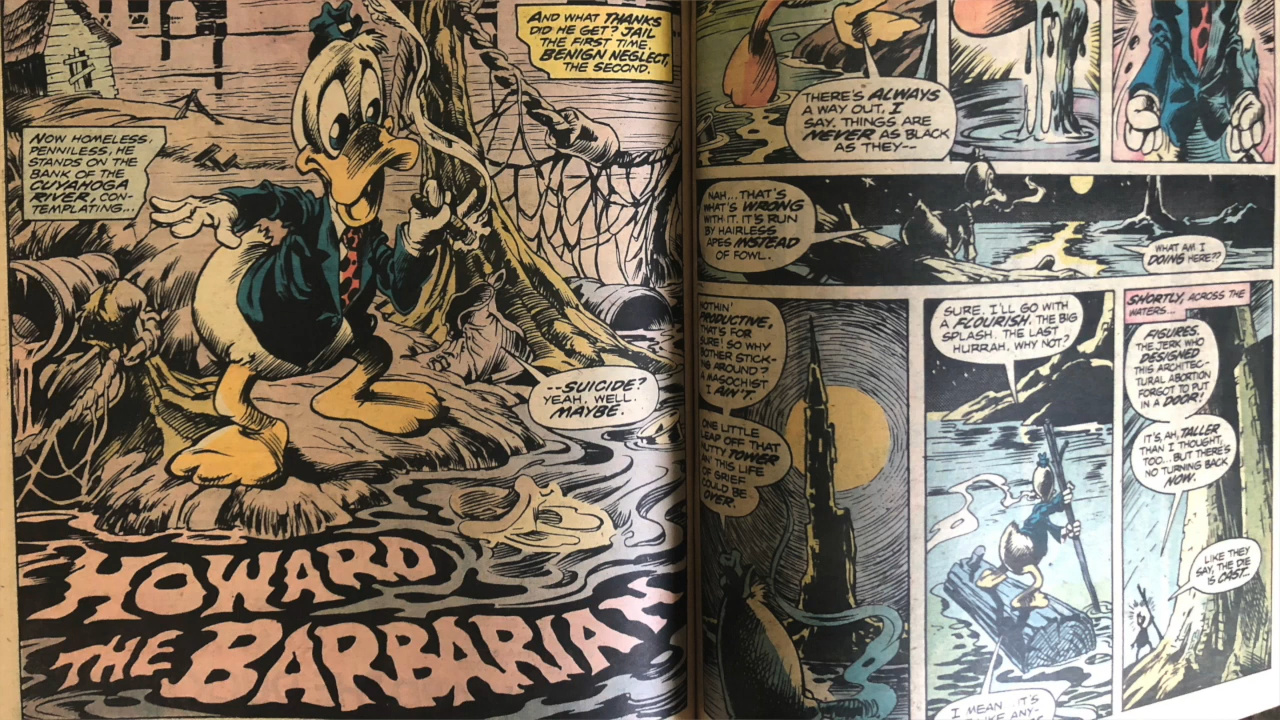 AND WHAT THANKS
DID HE GET? JAIL
THE FIRST TIME.
BENIGN NEGLECT,
THE SECOND.
NOW HOMELESS,
PENNILESS, HE
STANDS ON THE
BANK OF THE
CUYAHOGA
RIVER, CON-
TEMPLATING...
--SUICIDE?
YEAH. WELL.
MAYBE.
HOWARD
THE BARBARIAN
THERE'S ALWAYS
A WAY OUT, I
SAY. THINGS ARE
NEVER AS BLACK
AS THEY--
NAH... THAT'S
WHAT'S WRONG
WITH IT. IT'S RUN
BY HAIRLESS
APES INSTEAD
OF FOWL.
WHAT AM I
DOING HERE??
NOTHIN'
PRODUCTIVE,
THAT'S FOR
SURE! SO WHY
BOTHER STICK-
ING AROUND?
A MASOCHIST
I AIN'T.
ONE LITTLE
LEAP OFF THAT
NUTTY TOWER
AN' THIS LIFE
OF GRIEF
COULD BE
OVER.
SURE. I'LL GO WITH
A FLOURISH. THE BIG
SPLASH. THE LAST
HURRAH. WHY NOT?
I MEAN... IT'S
LIKE ANY-
SHORTLY, ACROSS THE
WATERS...
FIGURES.
THE JERK WHO
DESIGNED
THIS ARCHITEC-
TURAL ABORTION
FORGOT TO PUT
IN A DOOR!
IT'S, AH, TALLER
THAN I THOUGHT,
TOO... BUT THERE'S
NO TURNING BACK
NOW.
LIKE THEY
SAY, THE DIE
IS CAST..